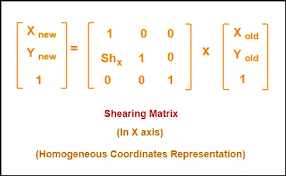 X new 1 0 0 X old
Y new = Shx 1 0 x Y old
1 0 0 1 1
Shearing Matrix
(In X axis)
(Homogeneous Coordinates Representation)